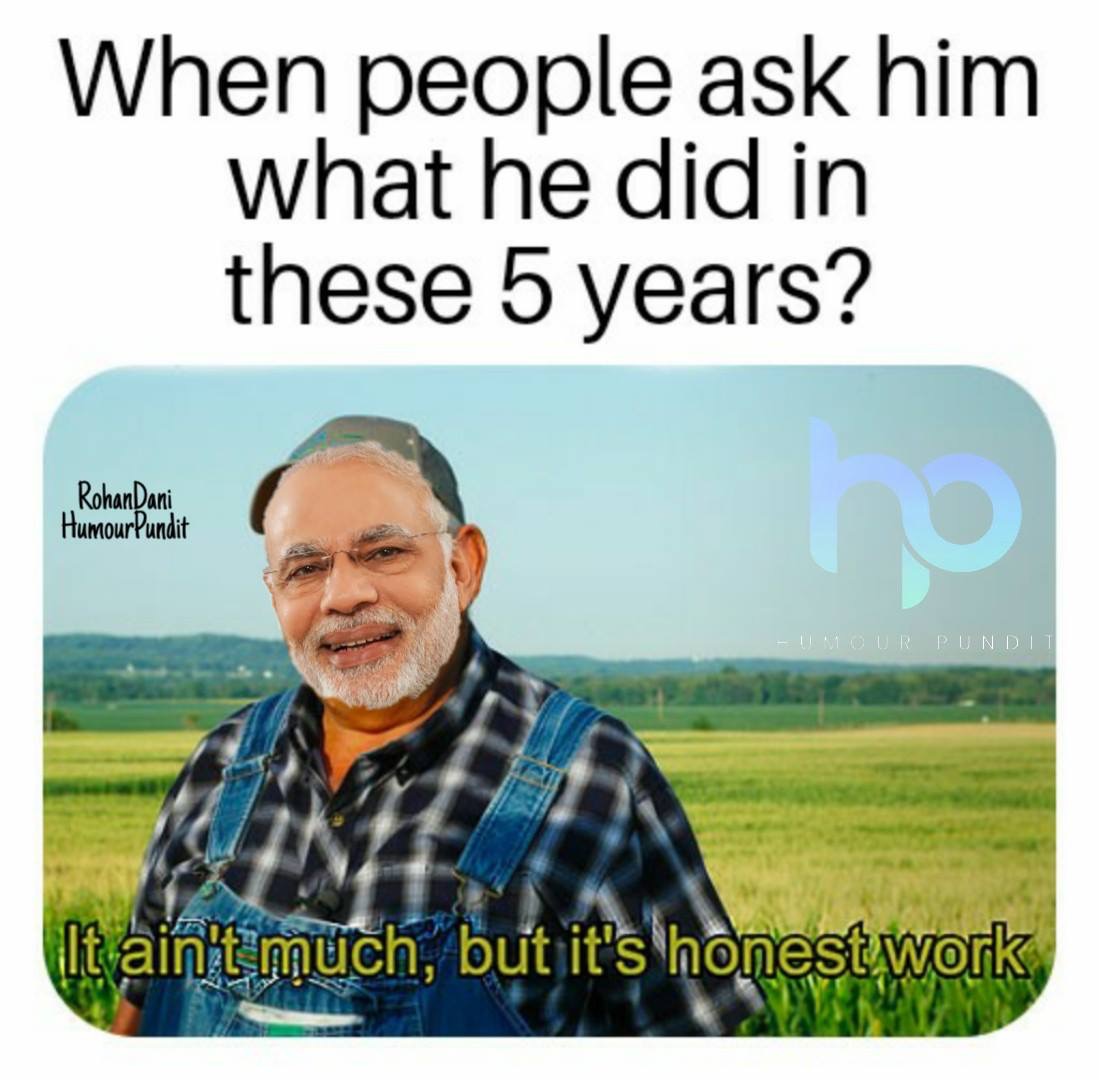 When people ask him
what he did in
these 5 years?
RohanDani
HumourPundit
hp
HUMOUR PUNDIT
It ain't much, but it's honest work